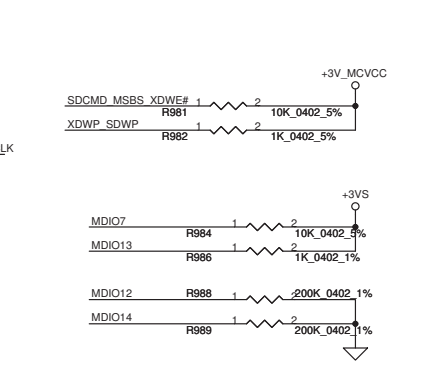 +3V_MCVCC
SDCMD_MSBS_XDWE# 1 2
R981 10K_0402_5%
XDWP_SDWP 1 2
R982 1K_0402_5%
LK
+3VS
MDIO7 1 2
R984 10K_0402_5%
MDIO13 1 2
R986 1K_0402_1%
MDIO12 R988 1 2 200K_0402_1%
MDIO14 1 2
R989 200K_0402_1%